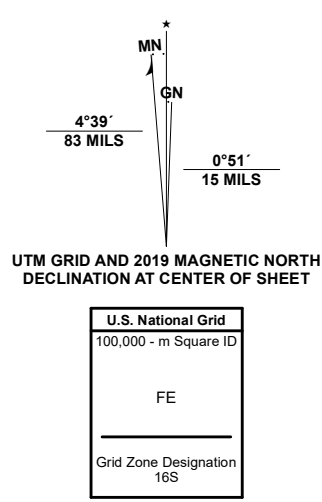 ★
MN
GN
4°39´
83 MILS
0°51´
15 MILS
UTM GRID AND 2019 MAGNETIC NORTH
DECLINATION AT CENTER OF SHEET
U.S. National Grid
100,000 - m Square ID
FE
Grid Zone Designation
16S